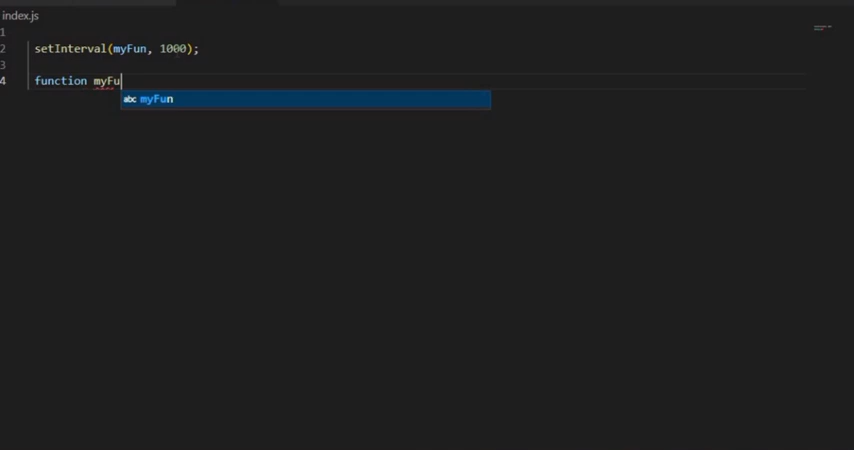 index.js
1
2 setInterval(myFun, 1000);
3
4 function myFu
abc myFun